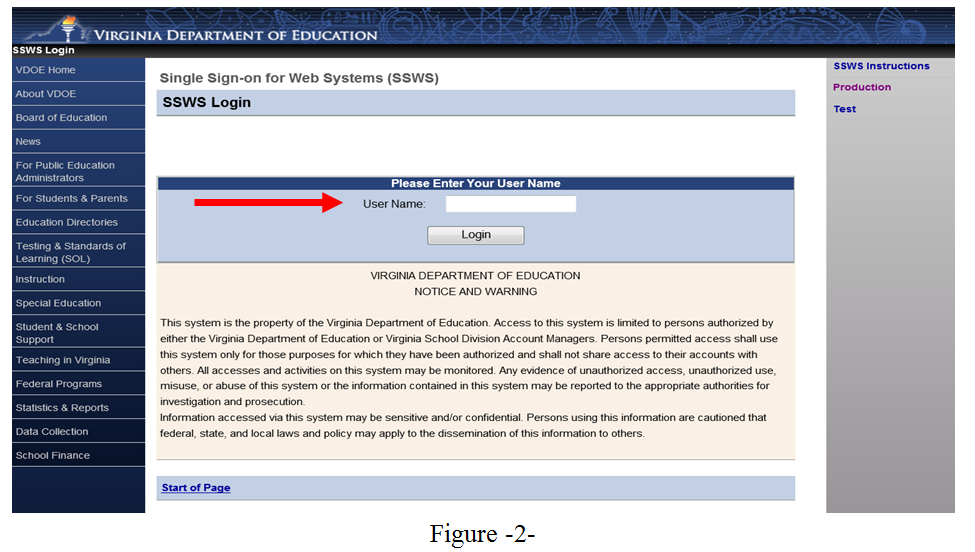 VIRGINIA DEPARTMENT OF EDUCATION
SSWS Login
VDOE Home
About VDOE
Board of Education
News
For Public Education
Administrators
For Students & Parents
Education Directories
Testing & Standards of
Learning (SOL)
Instruction
Special Education
Student & School
Support
Teaching in Virginia
Federal Programs
Statistics & Reports
Data Collection
School Finance
Single Sign-on for Web Systems (SSWS)
SSWS Login
Please Enter Your User Name
User Name:
Login
VIRGINIA DEPARTMENT OF EDUCATION
NOTICE AND WARNING
This system is the property of the Virginia Department of Education. Access to this system is limited to persons authorized by
either the Virginia Department of Education or Virginia School Division Account Managers. Persons permitted access shall use
this system only for those purposes for which they have been authorized and shall not share access to their accounts with
others. All accesses and activities on this system may be monitored. Any evidence of unauthorized access, unauthorized use,
misuse, or abuse of this system or the information contained in this system may be reported to the appropriate authorities for
investigation and prosecution.
Information accessed via this system may be sensitive and/or confidential. Persons using this information are cautioned that
federal, state, and local laws and policy may apply to the dissemination of this information to others.
Start of Page
SSWS Instructions
Production
Test
Figure -2-